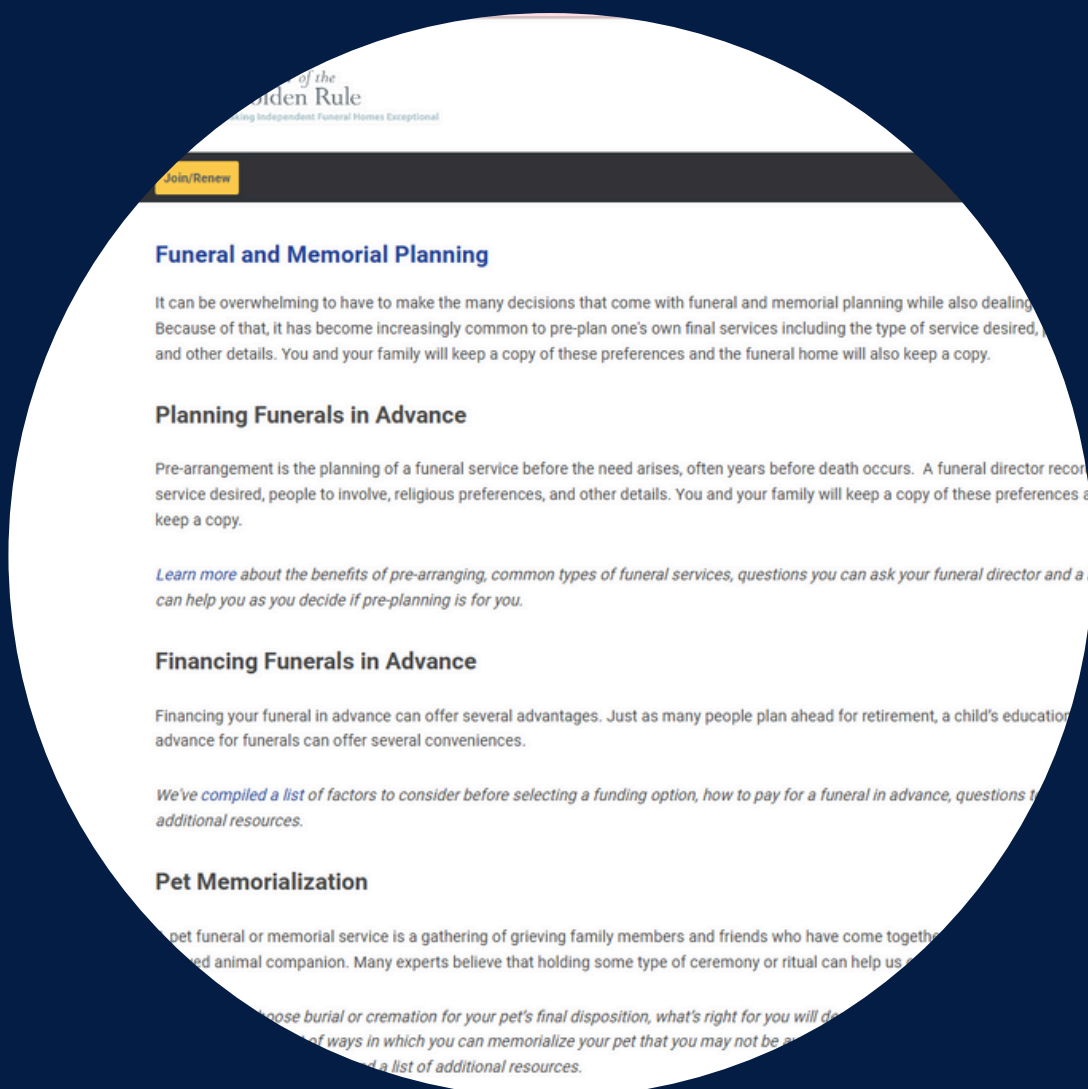 of the
Rule
Independent Funeral Homes Exceptional
Join/Renew
Funeral and Memorial Planning
It can be overwhelming to have to make the many decisions that come with funeral and memorial planning while also dealing
Because of that, it has become increasingly common to pre-plan one's own final services including the type of service desired,
and other details. You and your family will keep a copy of these preferences and the funeral home will also keep a copy.
Planning Funerals in Advance
Pre-arrangement is the planning of a funeral service before the need arises, often years before death occurs. A funeral director
service desired, people to involve, religious preferences, and other details. You and your family will keep a copy of these preferences
keep a copy.
Learn more about the benefits of pre-arranging, common types of funeral services, questions you can ask your funeral director and a
can help you as you decide if pre-planning is for you.
Financing Funerals in Advance
Financing your funeral in advance can offer several advantages. Just as many people plan ahead for retirement, a child's education
advance for funerals can offer several conveniences.
We've compiled a list of factors to consider before selecting a funding option, how to pay for a funeral in advance, questions
additional resources.
Pet Memorialization
pet funeral or memorial service is a gathering of grieving family members and friends who have come
animal companion. Many experts believe that holding some type of ceremony or ritual can help us
burial or cremation for your pet's final disposition, what's right for you will
of ways in which you can memorialize your pet that you may not be
a list of additional resources.